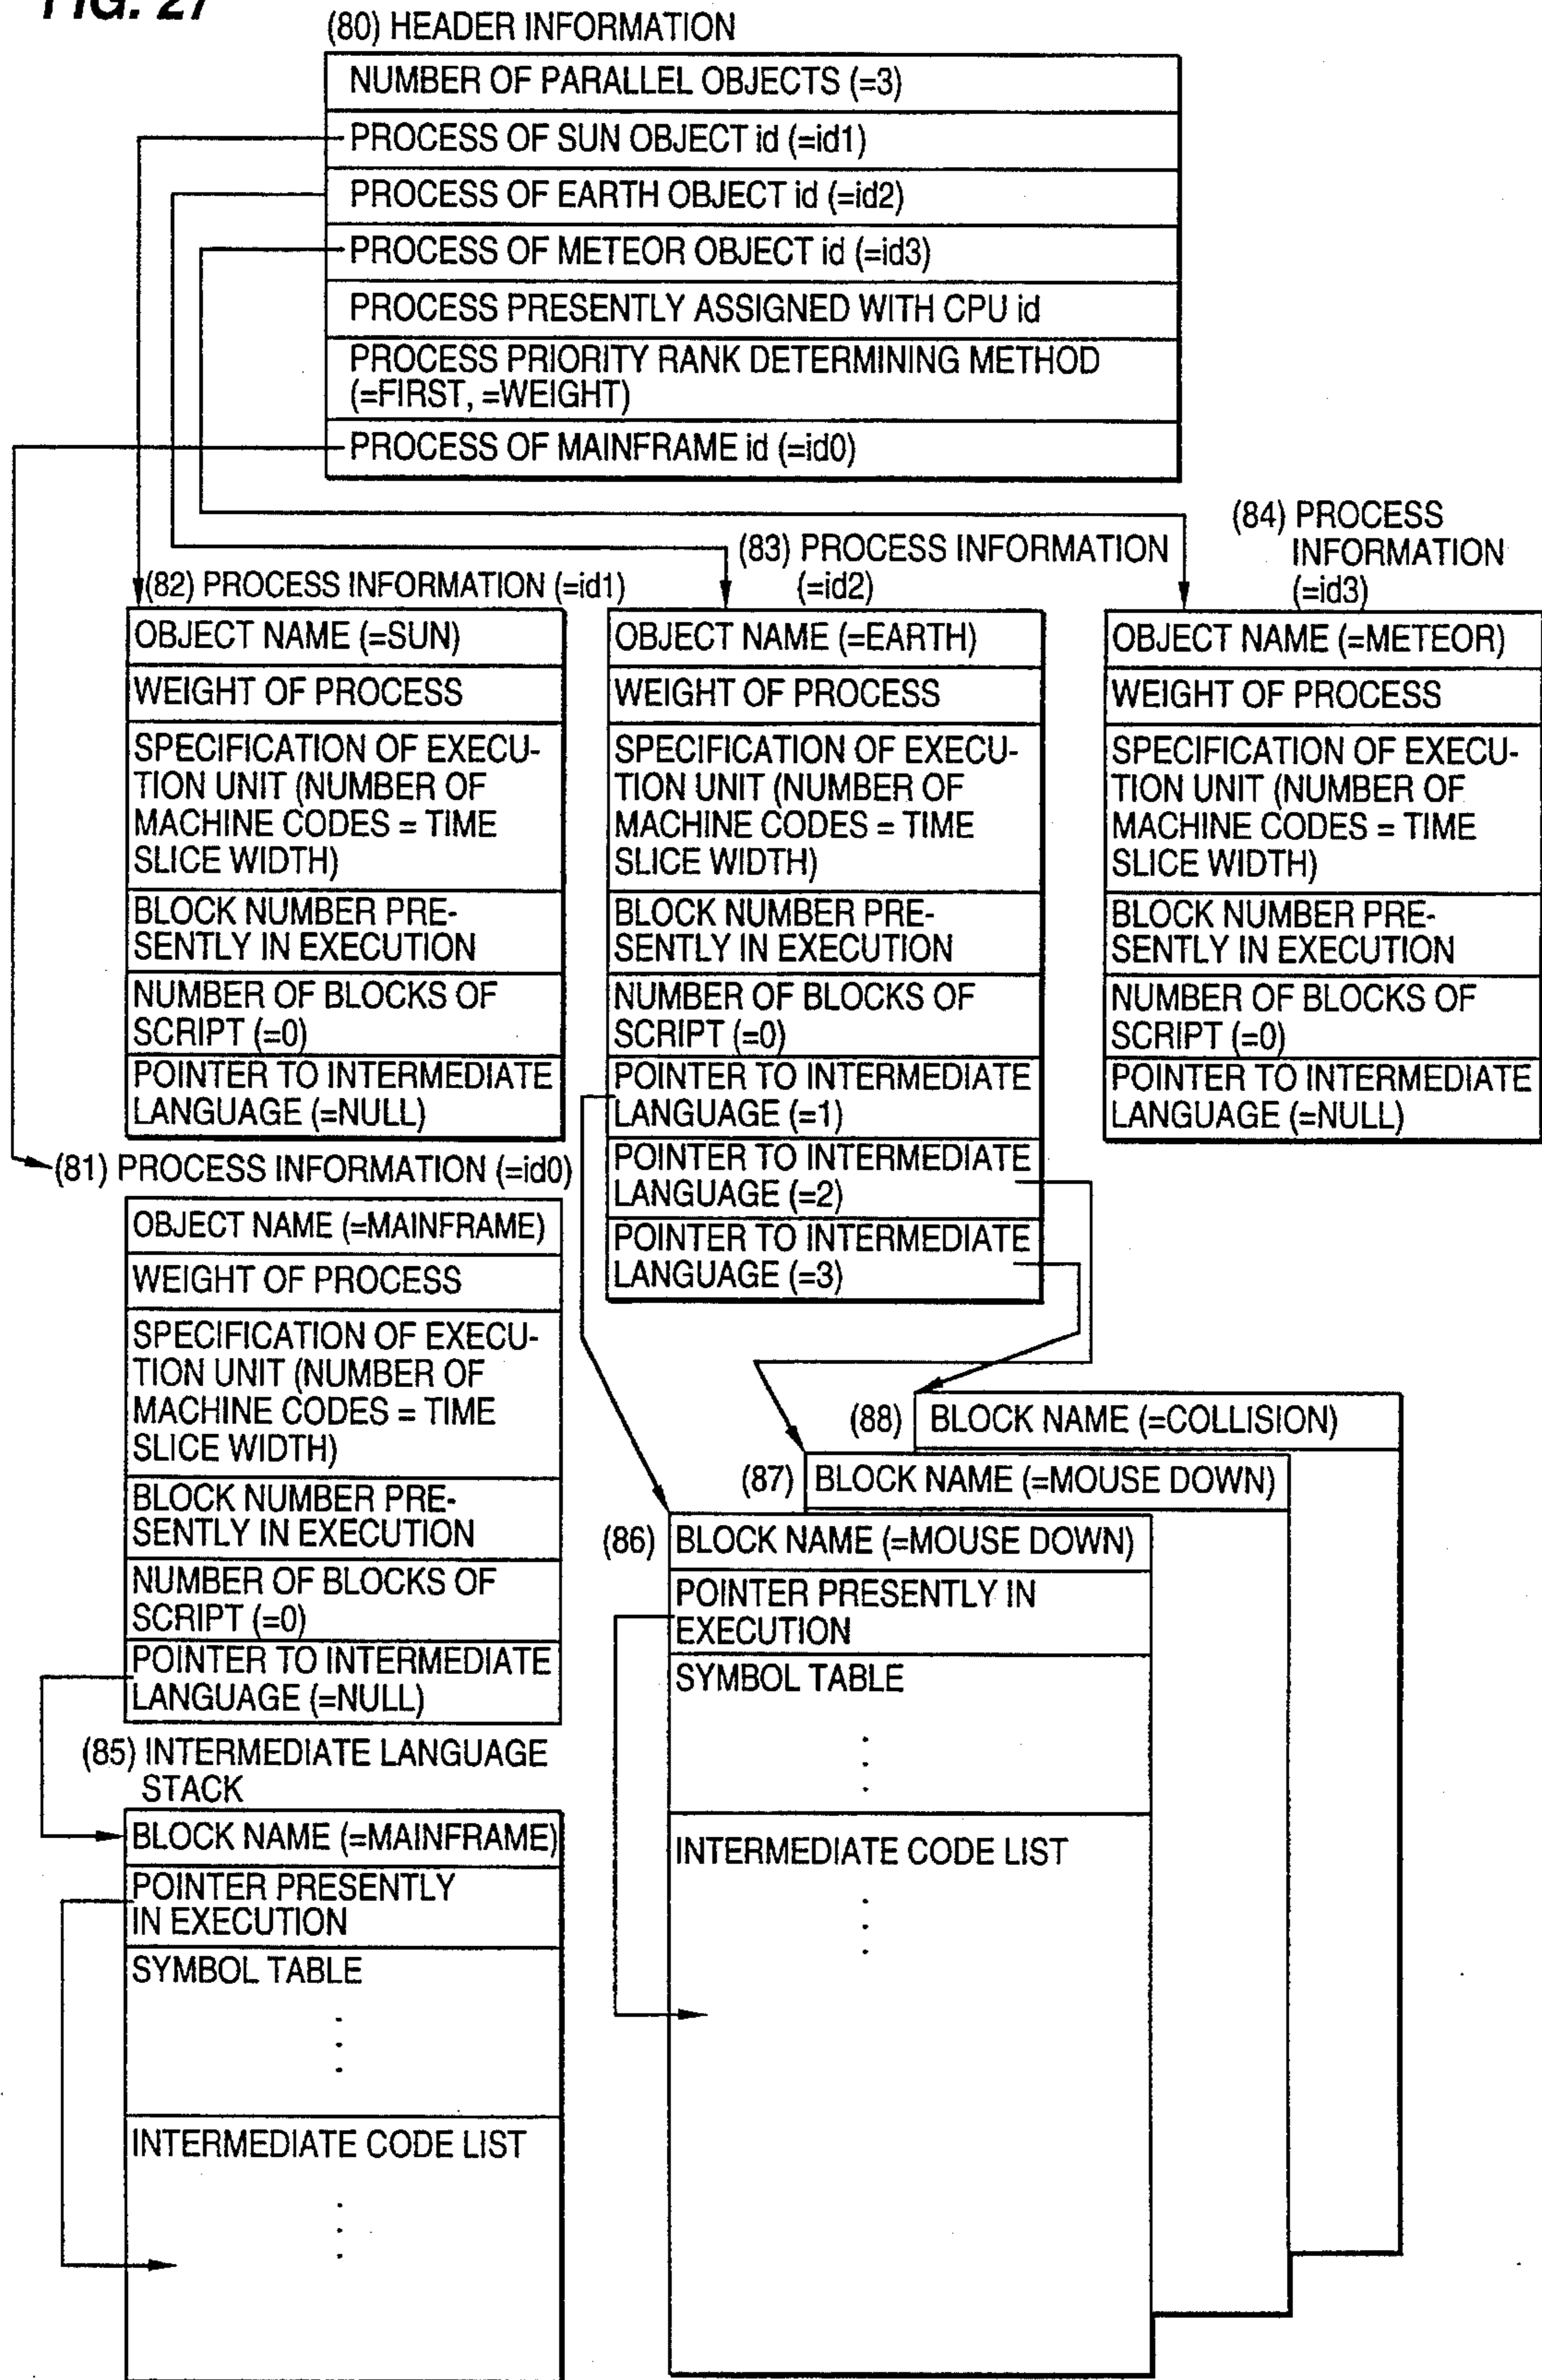 FIG. 27
(80) HEADER INFORMATION
NUMBER OF PARALLEL OBJECTS (=3)
PROCESS OF SUN OBJECT id (=id1)
PROCESS OF EARTH OBJECT id (=id2)
PROCESS OF METEOR OBJECT id (=id3)
PROCESS PRESENTLY ASSIGNED WITH CPU id
PROCESS PRIORITY RANK DETERMINING METHOD
(=FIRST, =WEIGHT)
PROCESS OF MAINFRAME id (=id0)
(82) PROCESS INFORMATION (=id1)
OBJECT NAME (=SUN)
WEIGHT OF PROCESS
SPECIFICATION OF EXECU-
TION UNIT (NUMBER OF
MACHINE CODES = TIME
SLICE WIDTH)
BLOCK NUMBER PRE-
SENTLY IN EXECUTION
NUMBER OF BLOCKS OF
SCRIPT (=0)
POINTER TO INTERMEDIATE
LANGUAGE (=NULL)
(83) PROCESS INFORMATION
(=id2)
OBJECT NAME (=EARTH)
WEIGHT OF PROCESS
SPECIFICATION OF EXECU-
TION UNIT (NUMBER OF
MACHINE CODES = TIME
SLICE WIDTH)
BLOCK NUMBER PRE-
SENTLY IN EXECUTION
NUMBER OF BLOCKS OF
SCRIPT (=0)
POINTER TO INTERMEDIATE
LANGUAGE (=1)
POINTER TO INTERMEDIATE
LANGUAGE (=2)
POINTER TO INTERMEDIATE
LANGUAGE (=3)
(84) PROCESS
INFORMATION
(=id3)
OBJECT NAME (=METEOR)
WEIGHT OF PROCESS
SPECIFICATION OF EXECU-
TION UNIT (NUMBER OF
MACHINE CODES = TIME
SLICE WIDTH)
BLOCK NUMBER PRE-
SENTLY IN EXECUTION
NUMBER OF BLOCKS OF
SCRIPT (=0)
POINTER TO INTERMEDIATE
LANGUAGE (=NULL)
(81) PROCESS INFORMATION (=id0)
OBJECT NAME (=MAINFRAME)
WEIGHT OF PROCESS
SPECIFICATION OF EXECU-
TION UNIT (NUMBER OF
MACHINE CODES = TIME
SLICE WIDTH)
BLOCK NUMBER PRE-
SENTLY IN EXECUTION
NUMBER OF BLOCKS OF
SCRIPT (=0)
POINTER TO INTERMEDIATE
LANGUAGE (=NULL)
(85) INTERMEDIATE LANGUAGE
STACK
BLOCK NAME (=MAINFRAME)
POINTER PRESENTLY
IN EXECUTION
SYMBOL TABLE
INTERMEDIATE CODE LIST
(88) BLOCK NAME (=COLLISION)
(87) BLOCK NAME (=MOUSE DOWN)
(86) BLOCK NAME (=MOUSE DOWN)
POINTER PRESENTLY IN
EXECUTION
SYMBOL TABLE
INTERMEDIATE CODE LIST